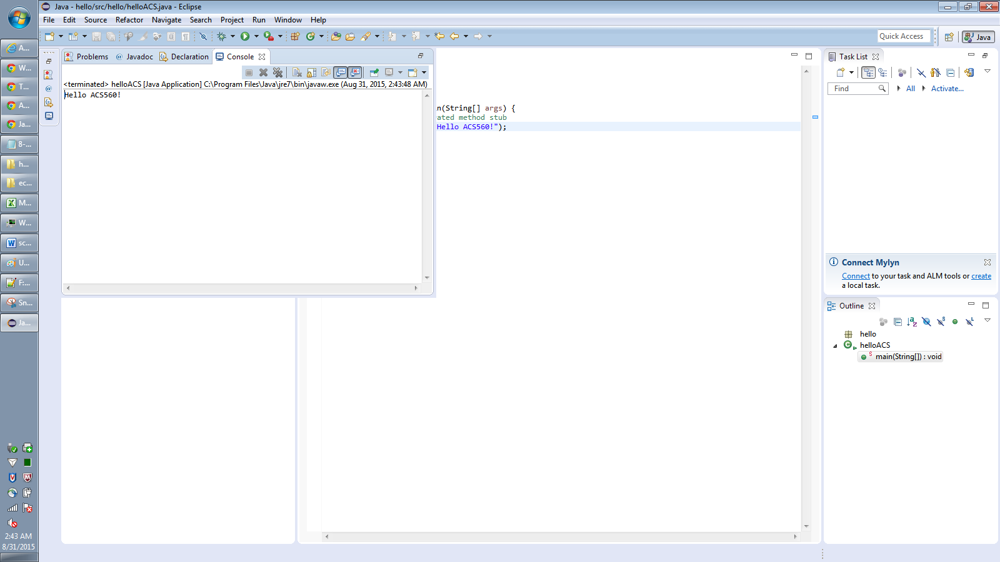 Java - hello/src/hello/helloACS.java - Eclipse
File Edit Source Refactor Navigate Search Project Run Window Help
Quick Access
Java
Problems @ Javadoc Declaration Console
<terminated> helloACS [Java Application] C:\Program Files\Java\jre7\bin\javaw.exe (Aug 31, 2015, 2:43:48 AM)
Hello ACS560!
n(String[] args) {
ated method stub
Hello ACS560!");
Task List
Find
All
Activate...
Connect Mylyn
Connect to your task and ALM tools or create
a local task.
Outline
hello
helloACS
main(String[]) : void
A...
W...
T...
A...
Ja...
8-...
h...
ec...
M...
W...
sc...
U...
F:...
Sn...
Ja...
2:43 AM
8/31/2015